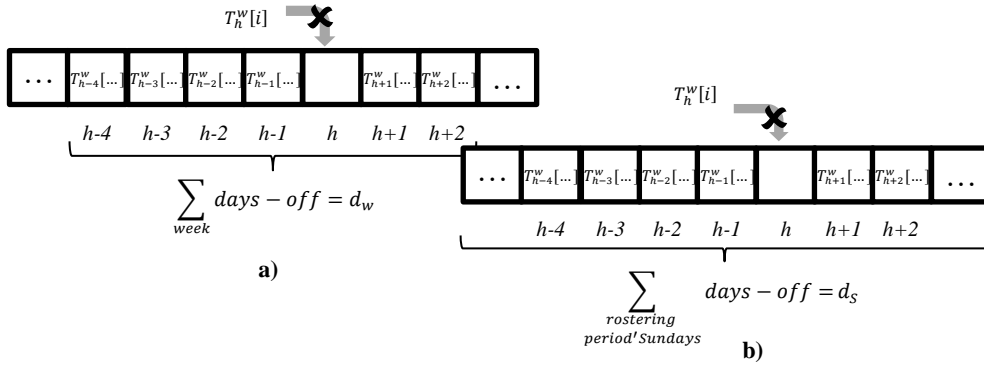 T_h^w[i]
... T_{h-4}^w[...] T_{h-3}^w[...] T_{h-2}^w[...] T_{h-1}^w[...] T_{h+1}^w[...] T_{h+2}^w[...] ...
h-4 h-3 h-2 h-1 h h+1 h+2
∑ days − off = d_w
week
a)
T_h^w[i]
... T_{h-4}^w[...] T_{h-3}^w[...] T_{h-2}^w[...] T_{h-1}^w[...] T_{h+1}^w[...] T_{h+2}^w[...] ...
h-4 h-3 h-2 h-1 h h+1 h+2
∑ days − off = d_S
rostering
period'Sundays
b)